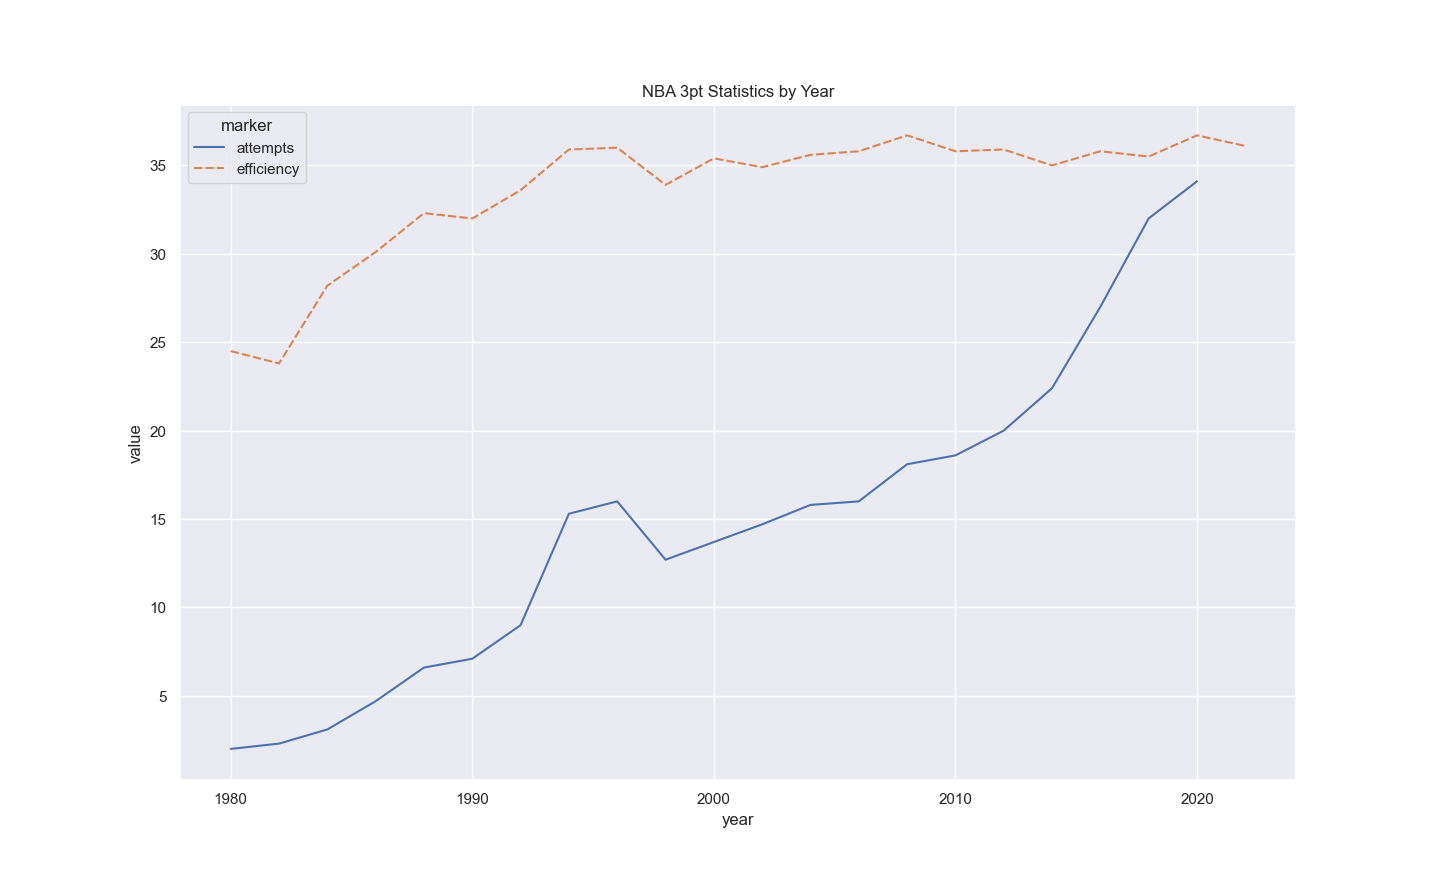 NBA 3pt Statistics by Year
marker
attempts
efficiency
35
30
25
20
15
10
5
value
1980 1990 2000 2010 2020
year